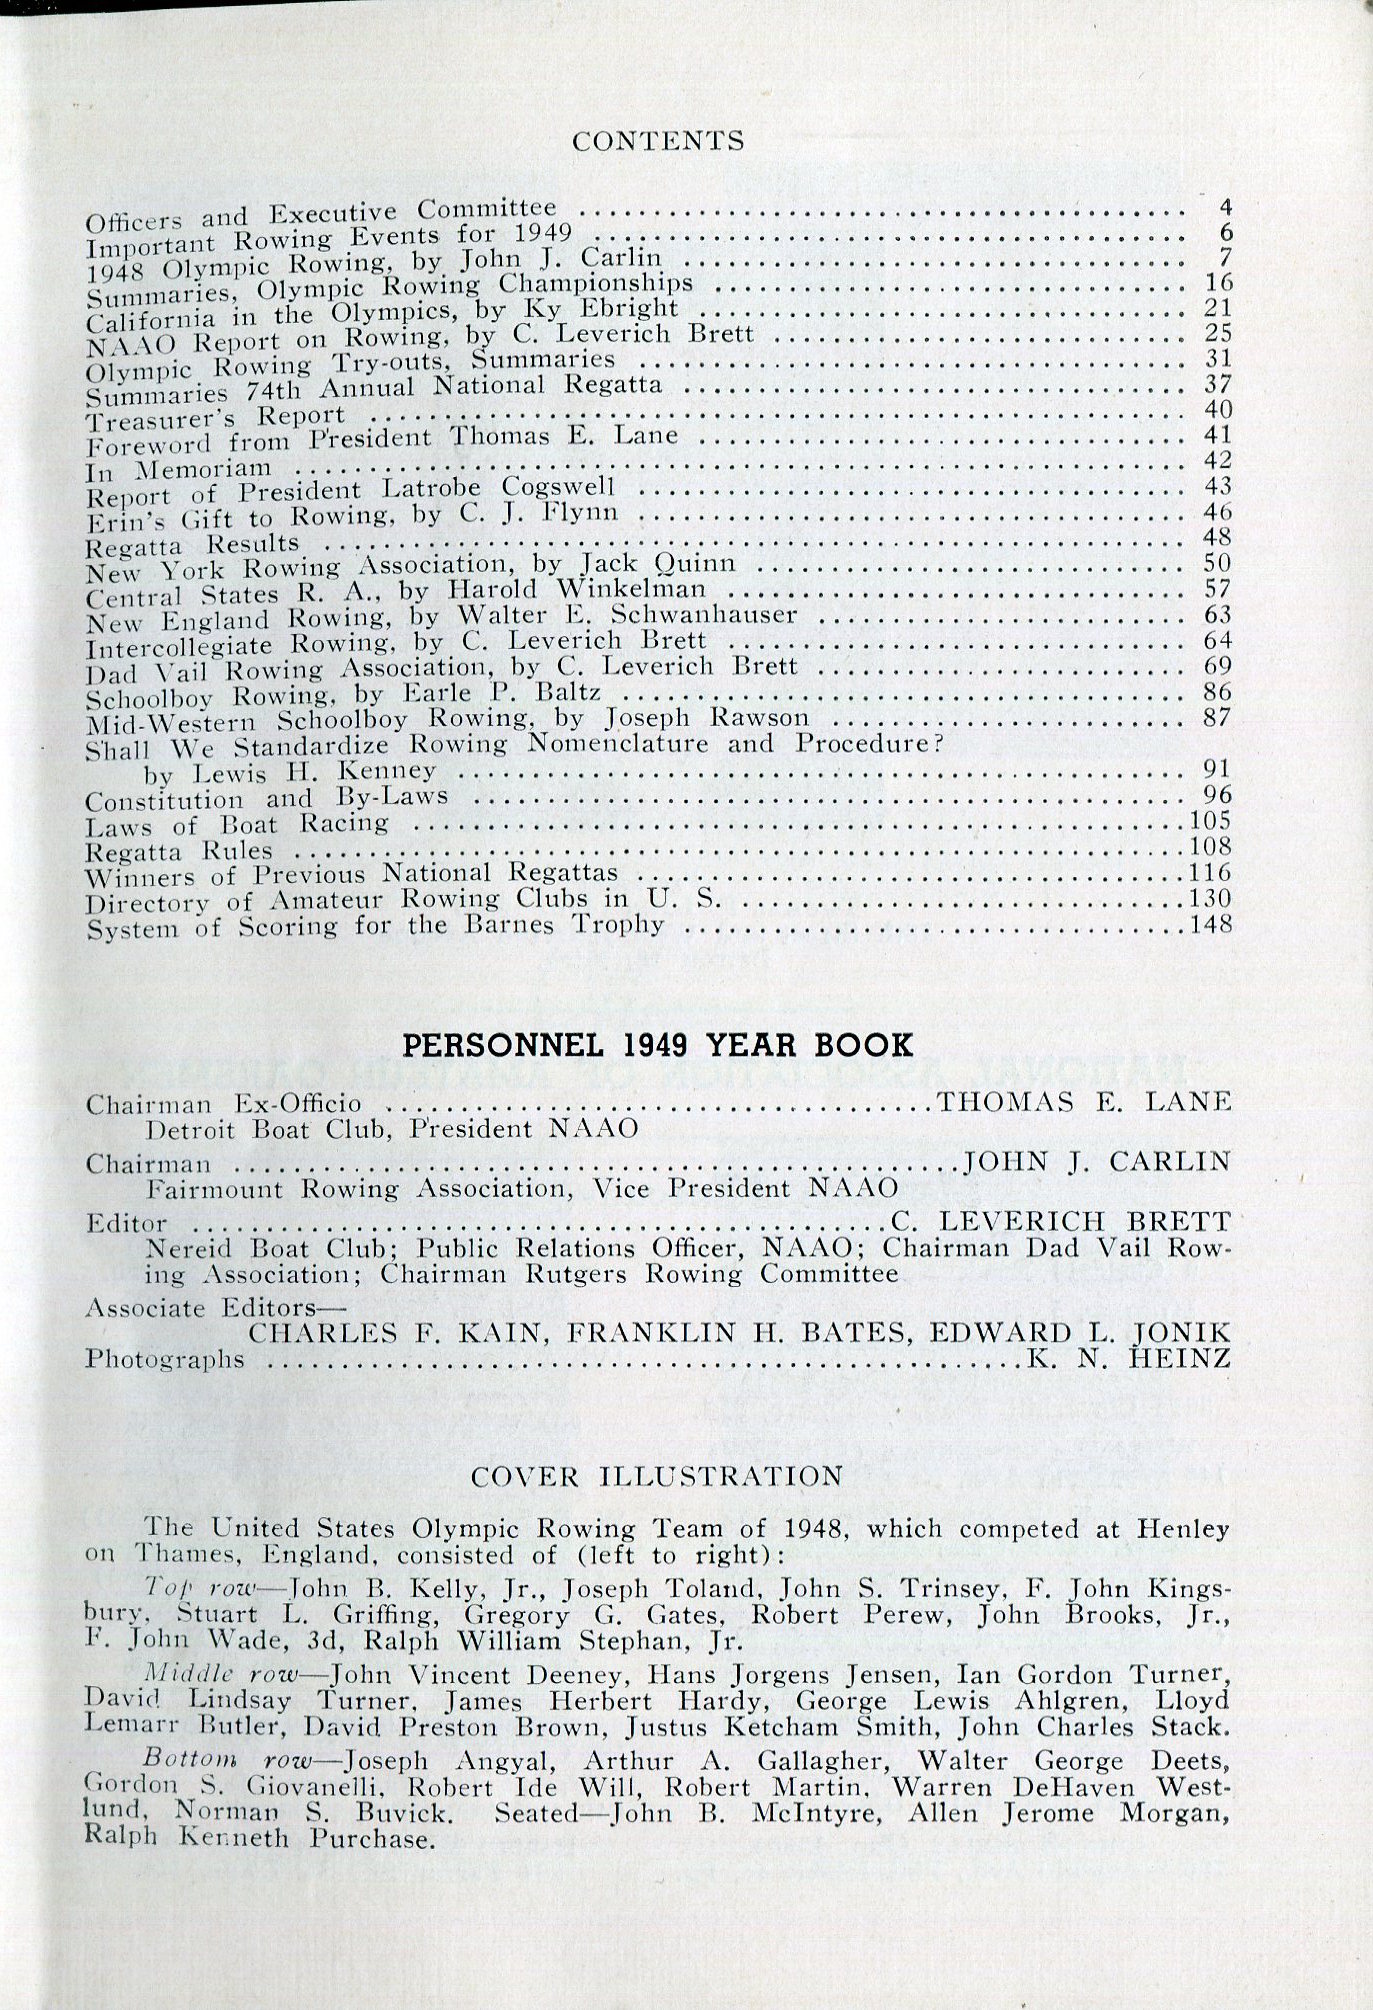 CONTENTS
Officers and Executive Committee ........................................ 4
Important Rowing Events for 1949 ........................................ 6
1948 Olympic Rowing, by John J. Carlin .................................. 7
Summaries, Olympic Rowing Championships ................................ 16
California in the Olympics, by Ky Ebright ................................. 21
NAAO Report on Rowing, by C. Leverich Brett ............................ 25
Olympic Rowing Try-outs, Summaries ..................................... 31
Summaries 74th Annual National Regatta .................................. 37
Treasurer's Report ....................................................... 40
Foreword from President Thomas E. Lane ................................. 41
In Memoriam ............................................................ 42
Report of President Latrobe Cogswell ..................................... 43
Erin's Gift to Rowing, by C. J. Flynn ..................................... 46
Regatta Results .......................................................... 48
New York Rowing Association, by Jack Quinn ............................. 50
Central States R. A., by Harold Winkelman ............................... 57
New England Rowing, by Walter E. Schwanhauser ......................... 63
Intercollegiate Rowing, by C. Leverich Brett ............................... 64
Dad Vail Rowing Association, by C. Leverich Brett ......................... 69
Schoolboy Rowing, by Earle P. Baltz ...................................... 86
Mid-Western Schoolboy Rowing, by Joseph Rawson ........................ 87
Shall We Standardize Rowing Nomenclature and Procedure?
by Lewis H. Kenney ................................................. 91
Constitution and By-Laws ................................................ 96
Laws of Boat Racing ....................................................105
Regatta Rules ............................................................108
Winners of Previous National Regattas .....................................116
Directory of Amateur Rowing Clubs in U. S. ..............................130
System of Scoring for the Barnes Trophy ..................................148
PERSONNEL 1949 YEAR BOOK
Chairman Ex-Officio .....................................THOMAS E. LANE
Detroit Boat Club, President NAAO
Chairman .................................................JOHN J. CARLIN
Fairmount Rowing Association, Vice President NAAO
Editor ...............................................C. LEVERICH BRETT
Nereid Boat Club; Public Relations Officer, NAAO; Chairman Dad Vail Row-
ing Association; Chairman Rutgers Rowing Committee
Associate Editors—
CHARLES F. KAIN, FRANKLIN H. BATES, EDWARD L. JONIK
Photographs ...................................................K. N. HEINZ
COVER ILLUSTRATION
The United States Olympic Rowing Team of 1948, which competed at Henley
on Thames, England, consisted of (left to right):
Top row—John B. Kelly, Jr., Joseph Toland, John S. Trinsey, F. John Kings-
bury, Stuart L. Griffing, Gregory G. Gates, Robert Perew, John Brooks, Jr.,
F. John Wade, 3d, Ralph William Stephan, Jr.
Middle row—John Vincent Deeney, Hans Jorgens Jensen, Ian Gordon Turner,
David Lindsay Turner, James Herbert Hardy, George Lewis Ahlgren, Lloyd
Lemarr Butler, David Preston Brown, Justus Ketcham Smith, John Charles Stack.
Bottom row—Joseph Angyal, Arthur A. Gallagher, Walter George Deets,
Gordon S. Giovanelli, Robert Ide Will, Robert Martin, Warren DeHaven West-
lund, Norman S. Buvick. Seated—John B. McIntyre, Allen Jerome Morgan,
Ralph Kenneth Purchase.